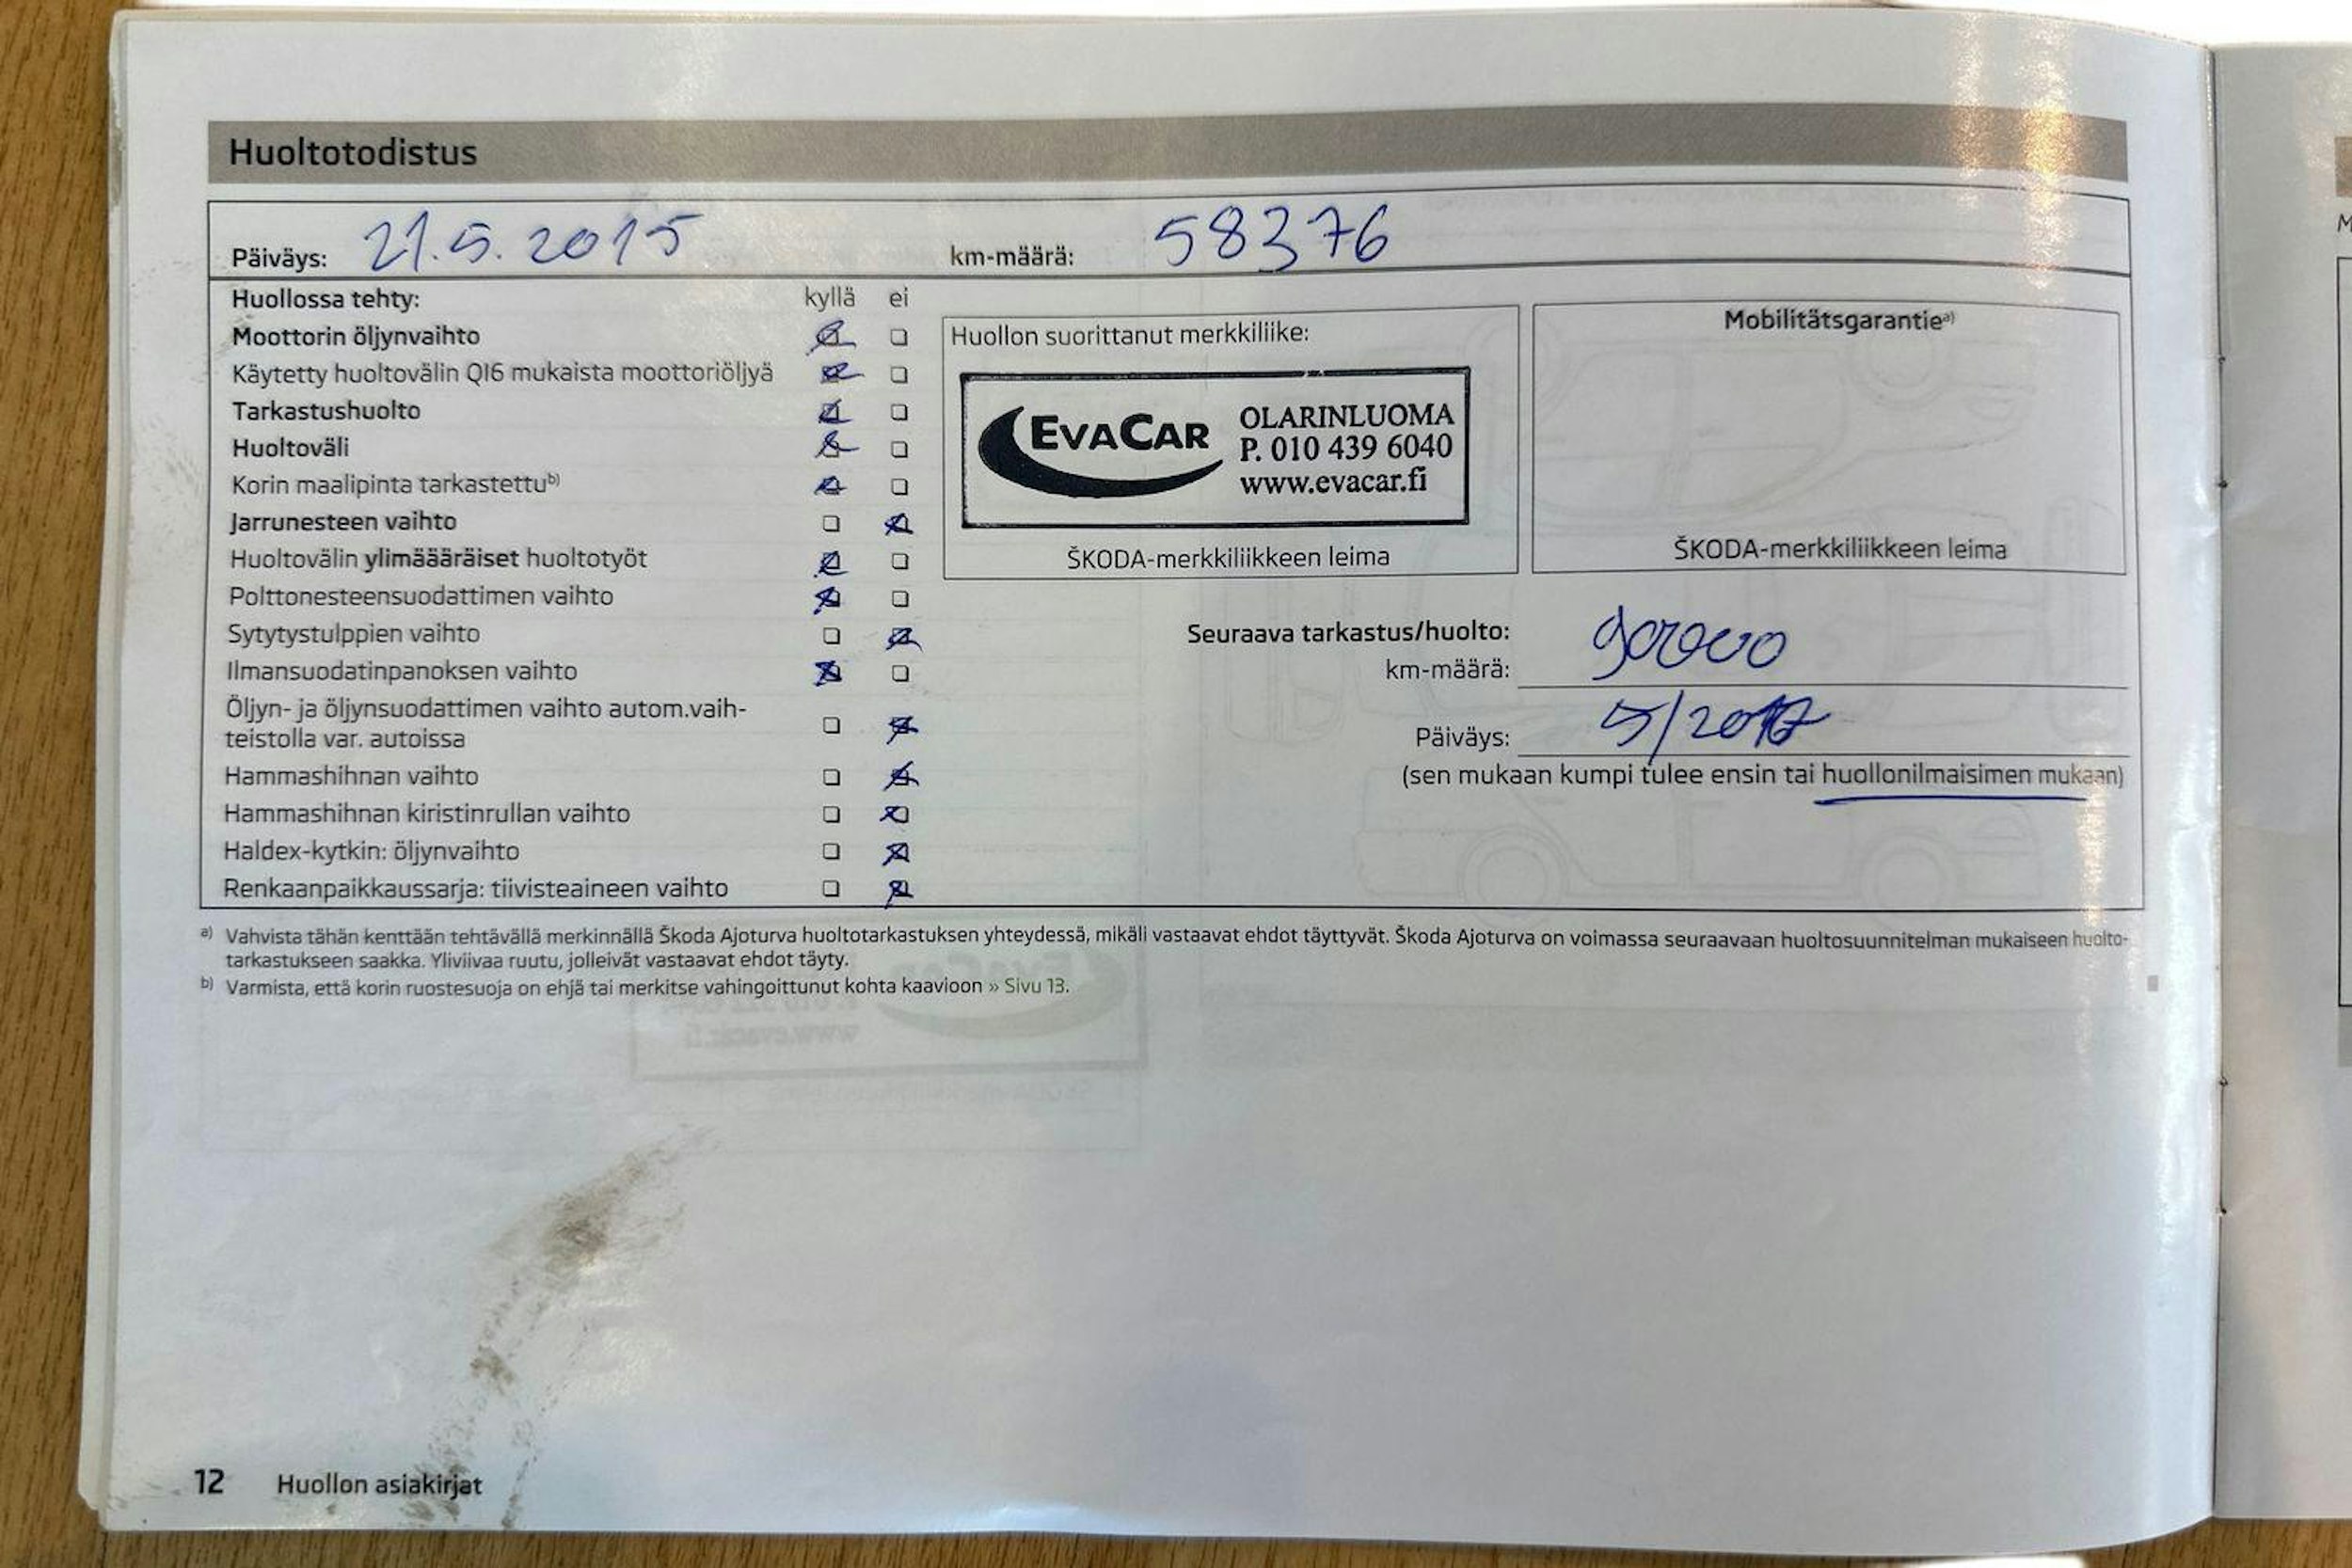 Huoltotodistus
Päiväys: 21.5.2015 km-määrä: 58376
Huollossa tehty: kyllä ei
Moottorin öljynvaihto
Käytetty huoltovälin QI6 mukaista moottoriöljyä
Tarkastushuolto
Huoltoväli
Korin maalipinta tarkastettu b)
Jarrunesteen vaihto
Huoltovälin ylimäääräiset huoltotyöt
Polttonesteensuodattimen vaihto
Sytytystulppien vaihto
Ilmansuodatinpanoksen vaihto
Öljyn- ja öljynsuodattimen vaihto autom.vaih-
teistolla var. autoissa
Hammashihnan vaihto
Hammashihnan kiristinrullan vaihto
Haldex-kytkin: öljynvaihto
Renkaanpaikkaussarja: tiivisteaineen vaihto
Huollon suorittanut merkkiliike:
EVACAR
OLARINLUOMA
P. 010 439 6040
www.evacar.fi
ŠKODA-merkkiliikkeen leima
Mobilitätsgarantie a)
ŠKODA-merkkiliikkeen leima
Seuraava tarkastus/huolto:
km-määrä: 90000
Päiväys: 5/2017
(sen mukaan kumpi tulee ensin tai huollonilmaisimen mukaan)
a) Vahvista tähän kenttään tehtävällä merkinnällä Škoda Ajoturva huoltotarkastuksen yhteydessä, mikäli vastaavat ehdot täyttyvät. Škoda Ajoturva on voimassa seuraavaan huoltosuunnitelman mukaiseen huolto-
tarkastukseen saakka. Yliviivaa ruutu, jolleivät vastaavat ehdot täyty.
b) Varmista, että korin ruostesuoja on ehjä tai merkitse vahingoittunut kohta kaavioon » Sivu 13.
12 Huollon asiakirjat